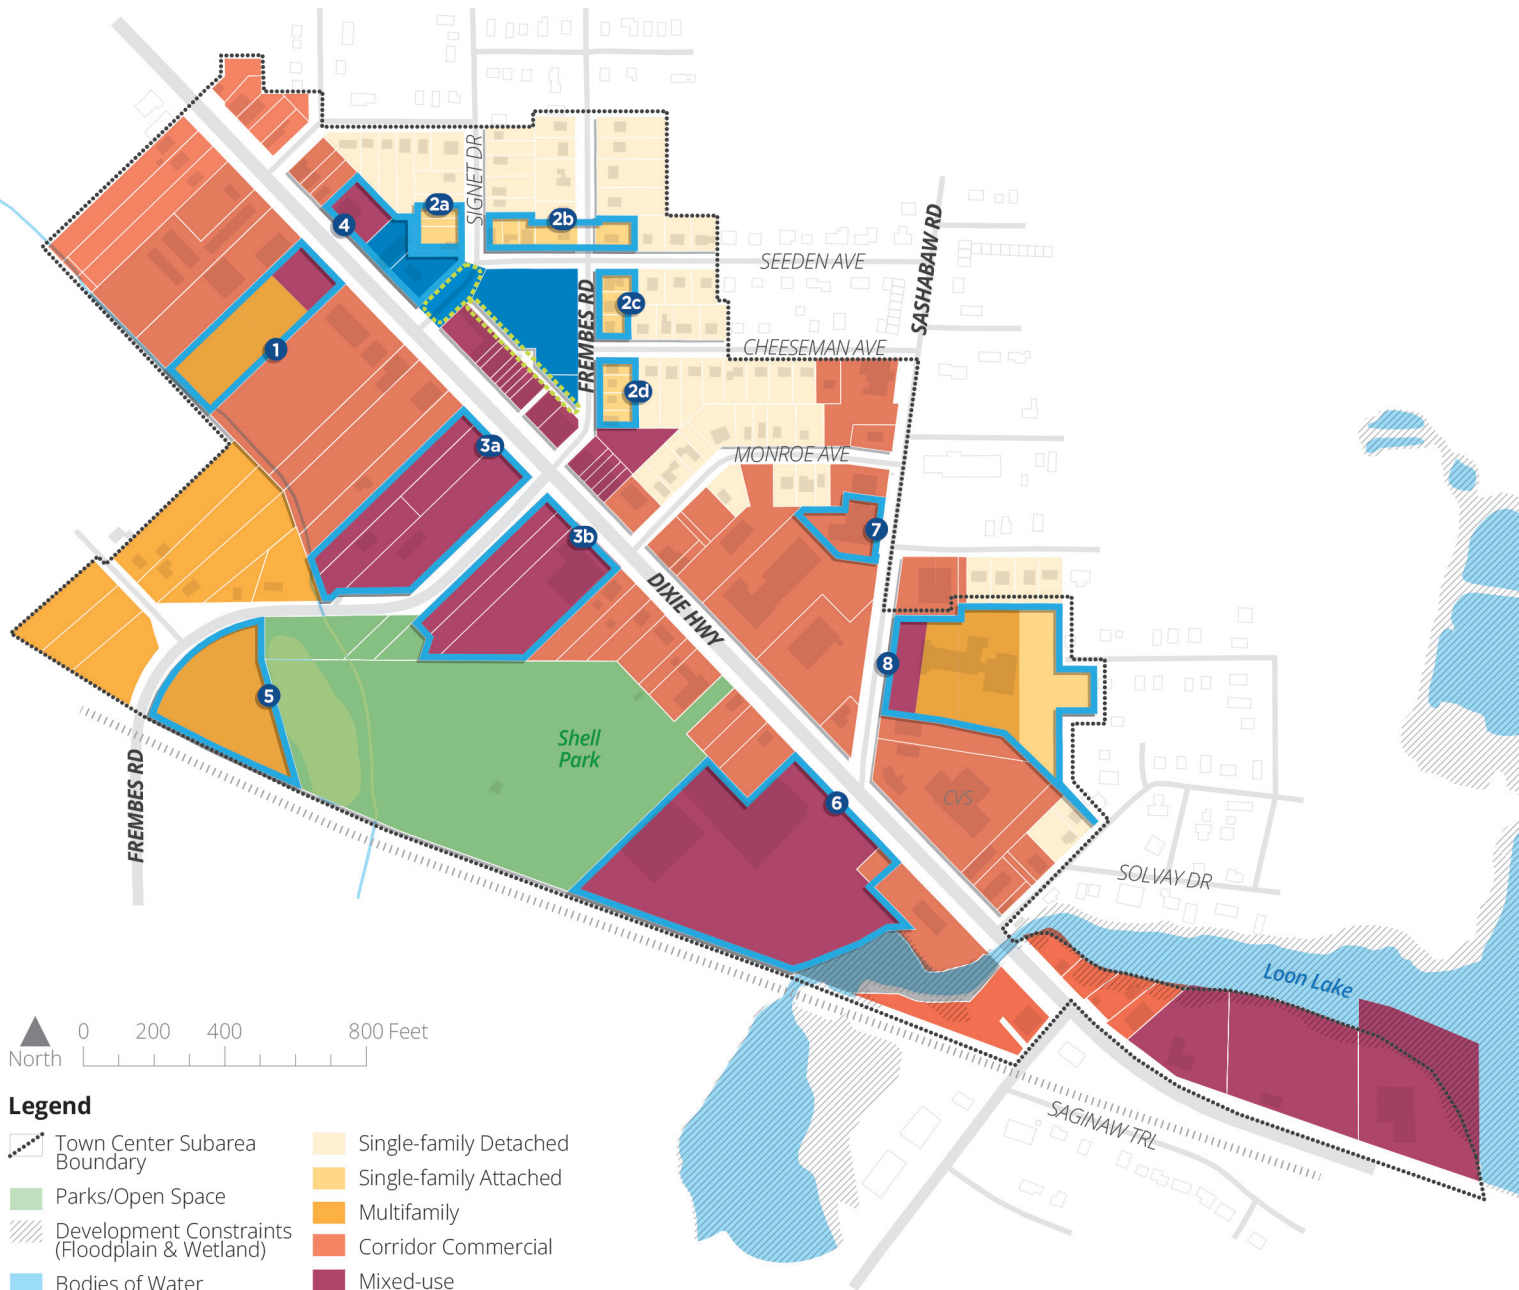 SIGNET DR
2a
2b
4
SEEDEN AVE
SASHABAW RD
FREMBES RD
2c
1
CHEESEMAN AVE
2d
3a
MONROE AVE
7
3b
DIXIE HWY
8
5
Shell
Park
6
CVS
FREMBES RD
SOLVAY DR
Loon Lake
SAGINAW TRL
North
0 200 400 800 Feet
Legend
Town Center Subarea
Boundary
Parks/Open Space
Development Constraints
(Floodplain & Wetland)
Bodies of Water
Single-family Detached
Single-family Attached
Multifamily
Corridor Commercial
Mixed-use